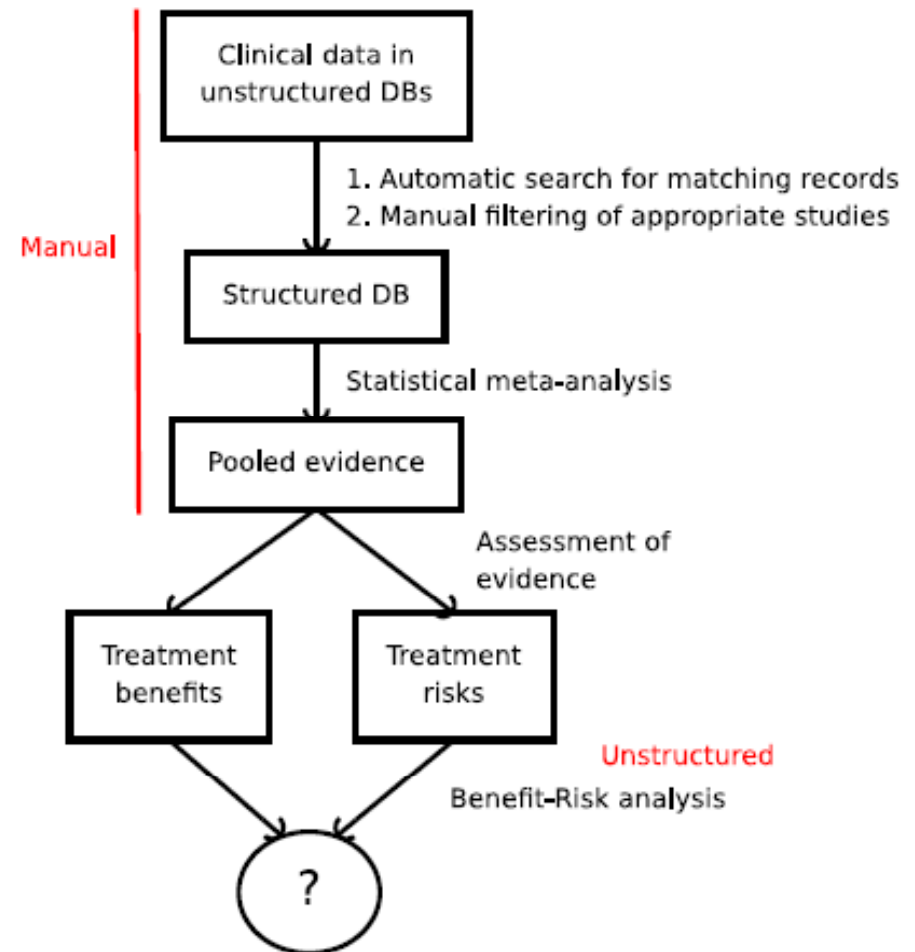 Clinical data in
unstructured DBs
1. Automatic search for matching records
2. Manual filtering of appropriate studies
Manual
Structured DB
Statistical meta-analysis
Pooled evidence
Assessment of
evidence
Treatment
benefits
Treatment
risks
Unstructured
Benefit-Risk analysis
?